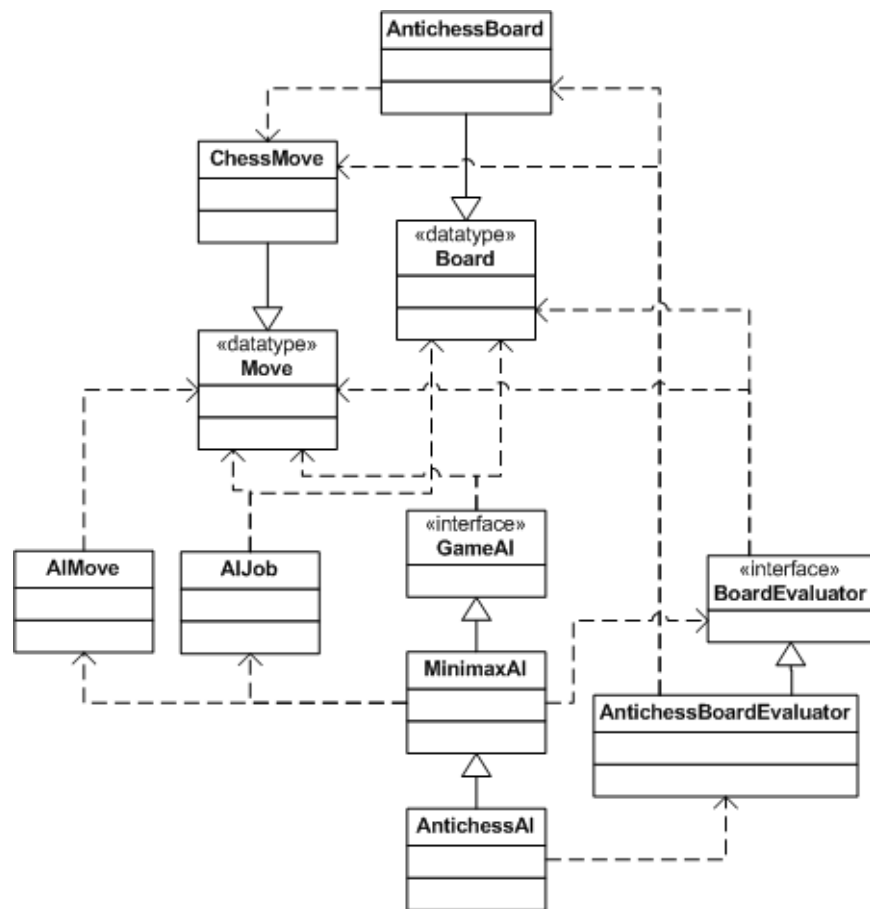 AntichessBoard
ChessMove
«datatype»
Board
«datatype»
Move
«interface»
GameAI
AIMove
AIJob
«interface»
BoardEvaluator
MinimaxAI
AntichessBoardEvaluator
AntichessAI